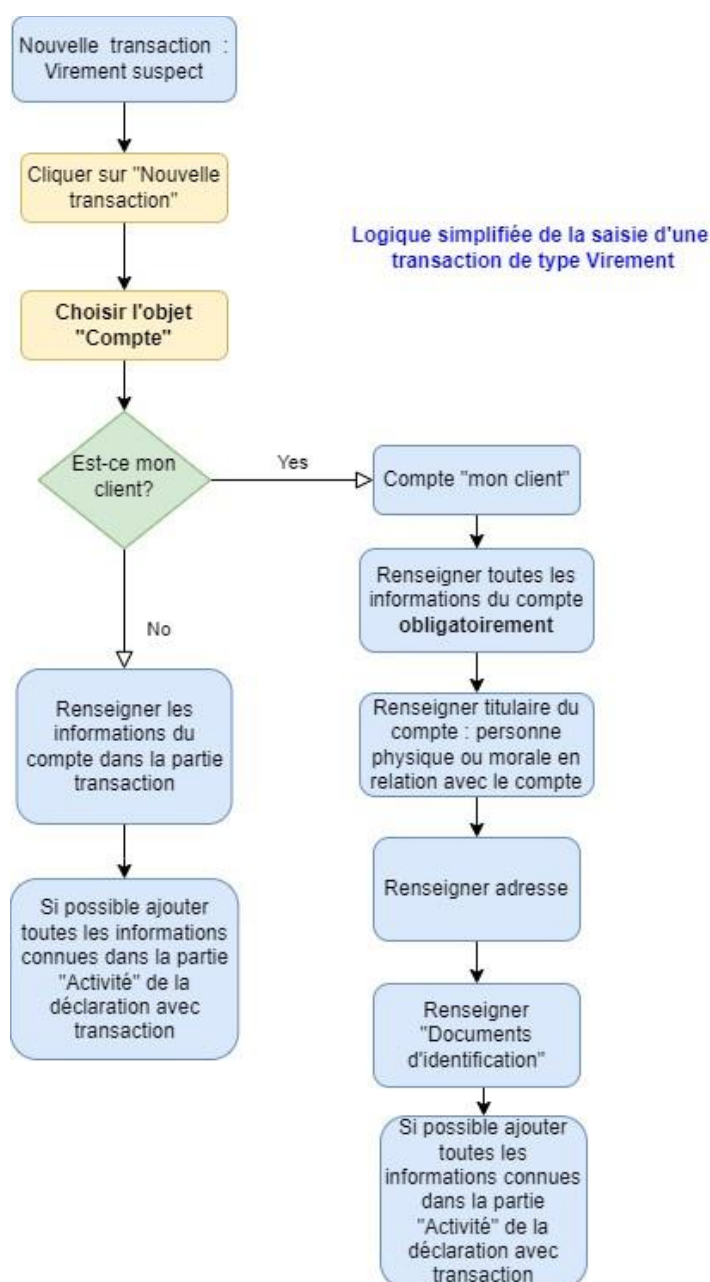 Nouvelle transaction :
Virement suspect
Cliquer sur "Nouvelle
transaction"
Logique simplifiée de la saisie d'une
transaction de type Virement
Choisir l'objet
"Compte"
Est-ce mon
client?
Yes
Compte "mon client"
Renseigner toutes les
informations du compte
obligatoirement
No
Renseigner les
informations du
compte dans la partie
transaction
Renseigner titulaire du
compte : personne
physique ou morale en
relation avec le compte
Renseigner adresse
Si possible ajouter
toutes les informations
connues dans la partie
"Activité" de la
déclaration avec
transaction
Renseigner
"Documents
d'identification"
Si possible ajouter
toutes les
informations connues
dans la partie
"Activité" de la
déclaration avec
transaction